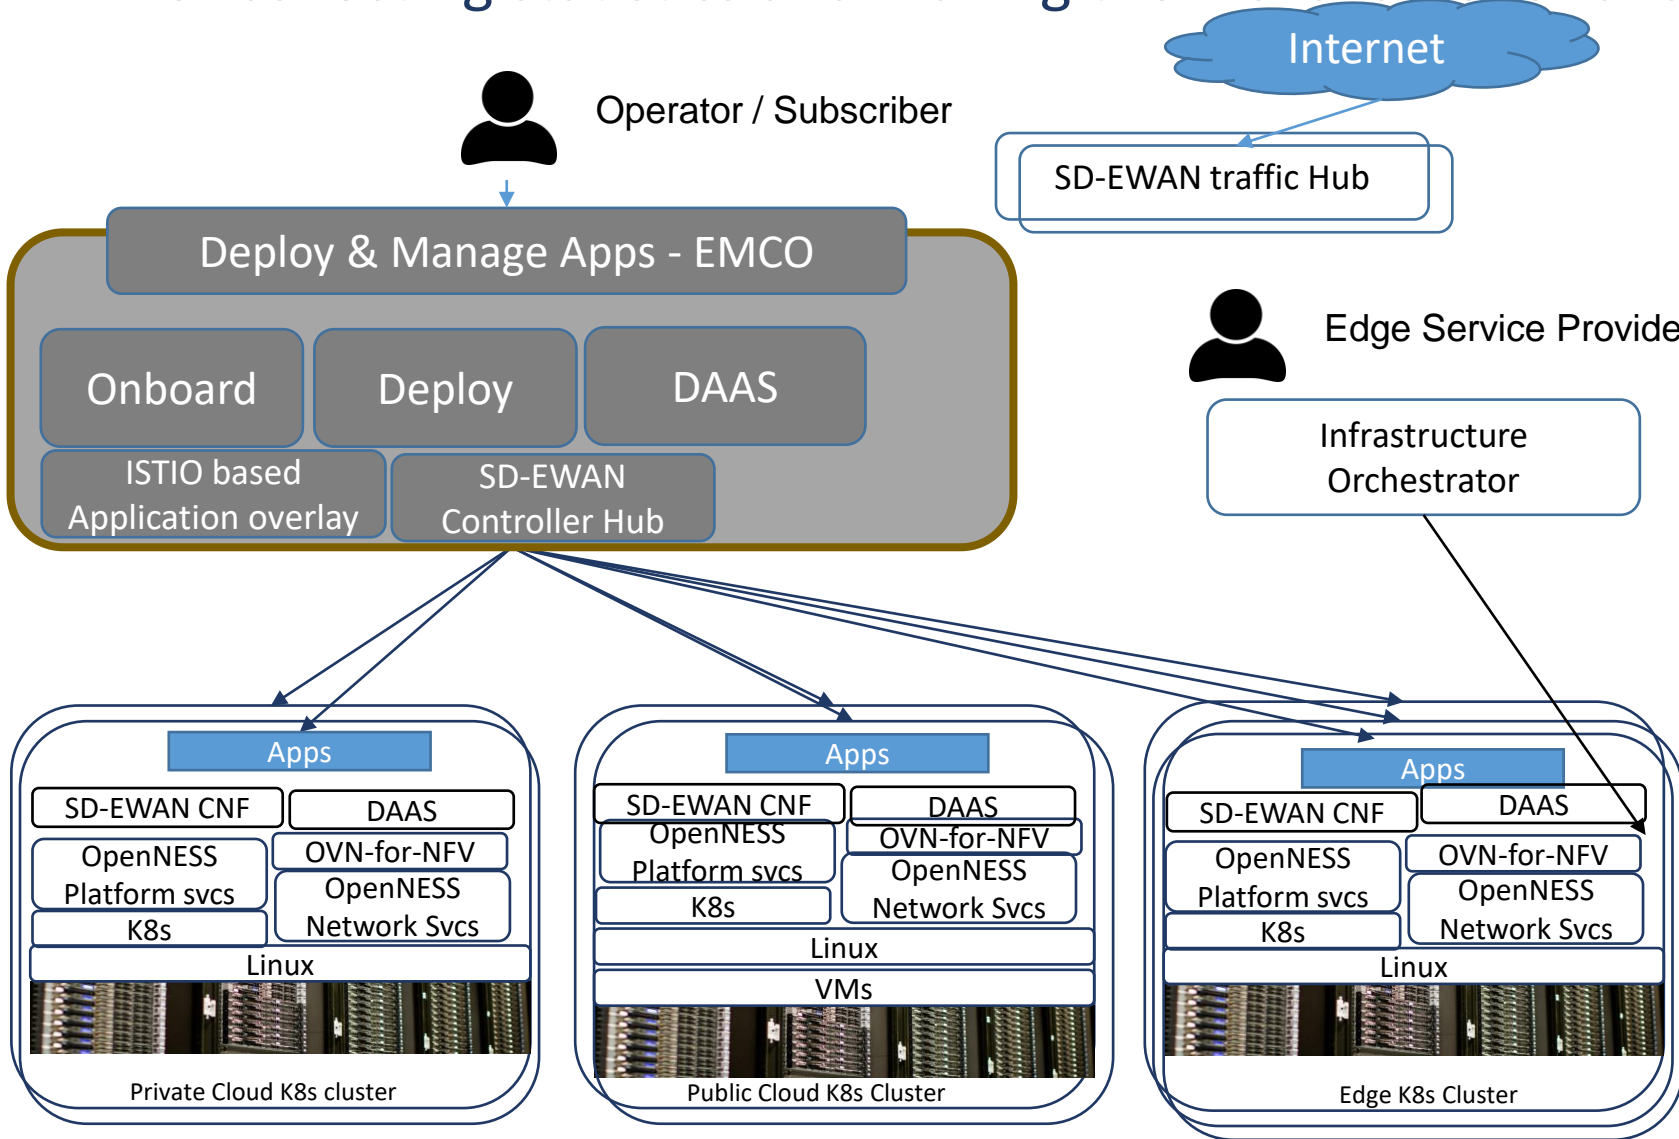 Internet
Operator / Subscriber
SD-EWAN traffic Hub
Deploy & Manage Apps - EMCO
Edge Service Provide
Onboard
Deploy
DAAS
Infrastructure
Orchestrator
ISTIO based
Application overlay
SD-EWAN
Controller Hub
Apps
SD-EWAN CNF
DAAS
OpenNESS
Platform svcs
OVN-for-NFV
OpenNESS
Network Svcs
K8s
Linux
Private Cloud K8s cluster
Apps
SD-EWAN CNF
DAAS
OpenNESS
Platform svcs
OVN-for-NFV
OpenNESS
Network Svcs
K8s
Linux
VMs
Public Cloud K8s Cluster
Apps
SD-EWAN CNF
DAAS
OpenNESS
Platform svcs
OVN-for-NFV
OpenNESS
Network Svcs
K8s
Linux
Edge K8s Cluster